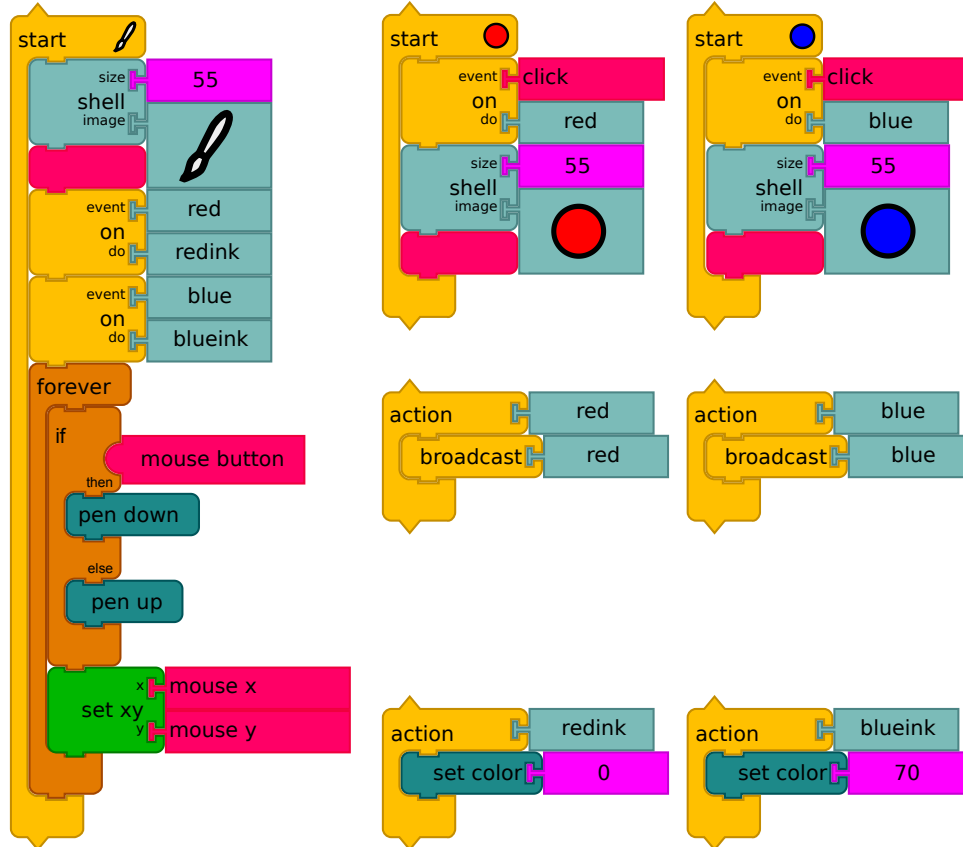 start
size 55
shell
image
event red
on
do redink
event blue
on
do blueink
forever
if
mouse button
then
pen down
else
pen up
x mouse x
set xy
y mouse y
start
event click
on
do red
size 55
shell
image
start
event click
on
do blue
size 55
shell
image
action red
broadcast red
action blue
broadcast blue
action redink
set color 0
action blueink
set color 70